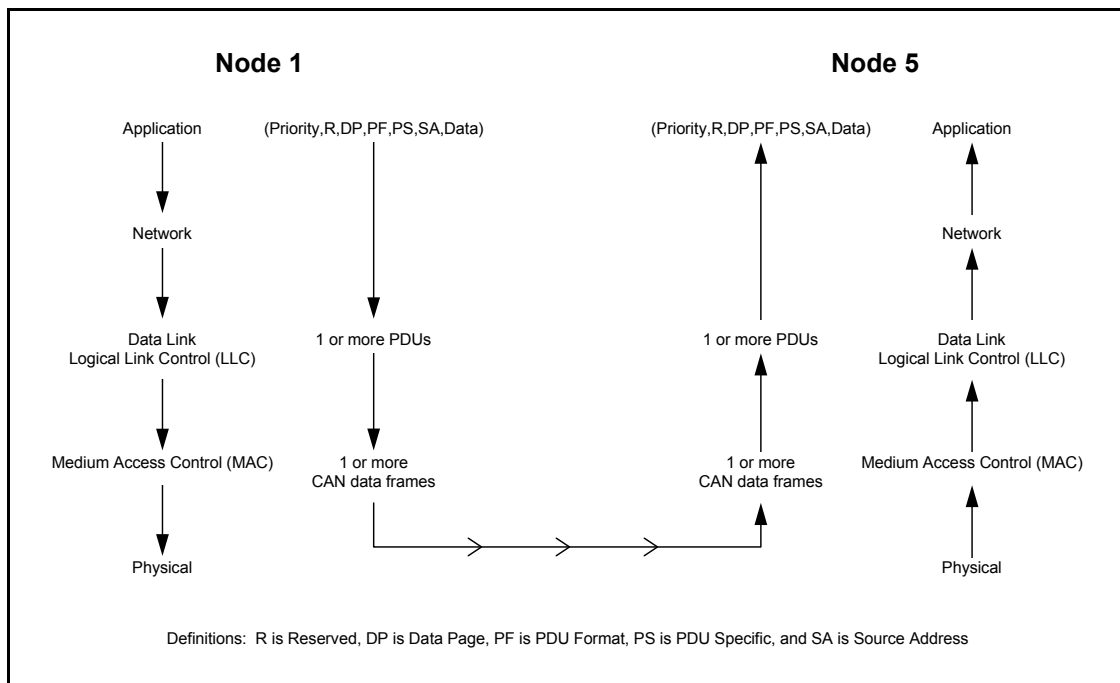 Node 1
Node 5
Application
(Priority,R,DP,PF,PS,SA,Data)
(Priority,R,DP,PF,PS,SA,Data)
Application
Network
Network
Data Link
Logical Link Control (LLC)
1 or more PDUs
1 or more PDUs
Data Link
Logical Link Control (LLC)
Medium Access Control (MAC)
1 or more
CAN data frames
1 or more
CAN data frames
Medium Access Control (MAC)
Physical
Physical
Definitions: R is Reserved, DP is Data Page, PF is PDU Format, PS is PDU Specific, and SA is Source Address